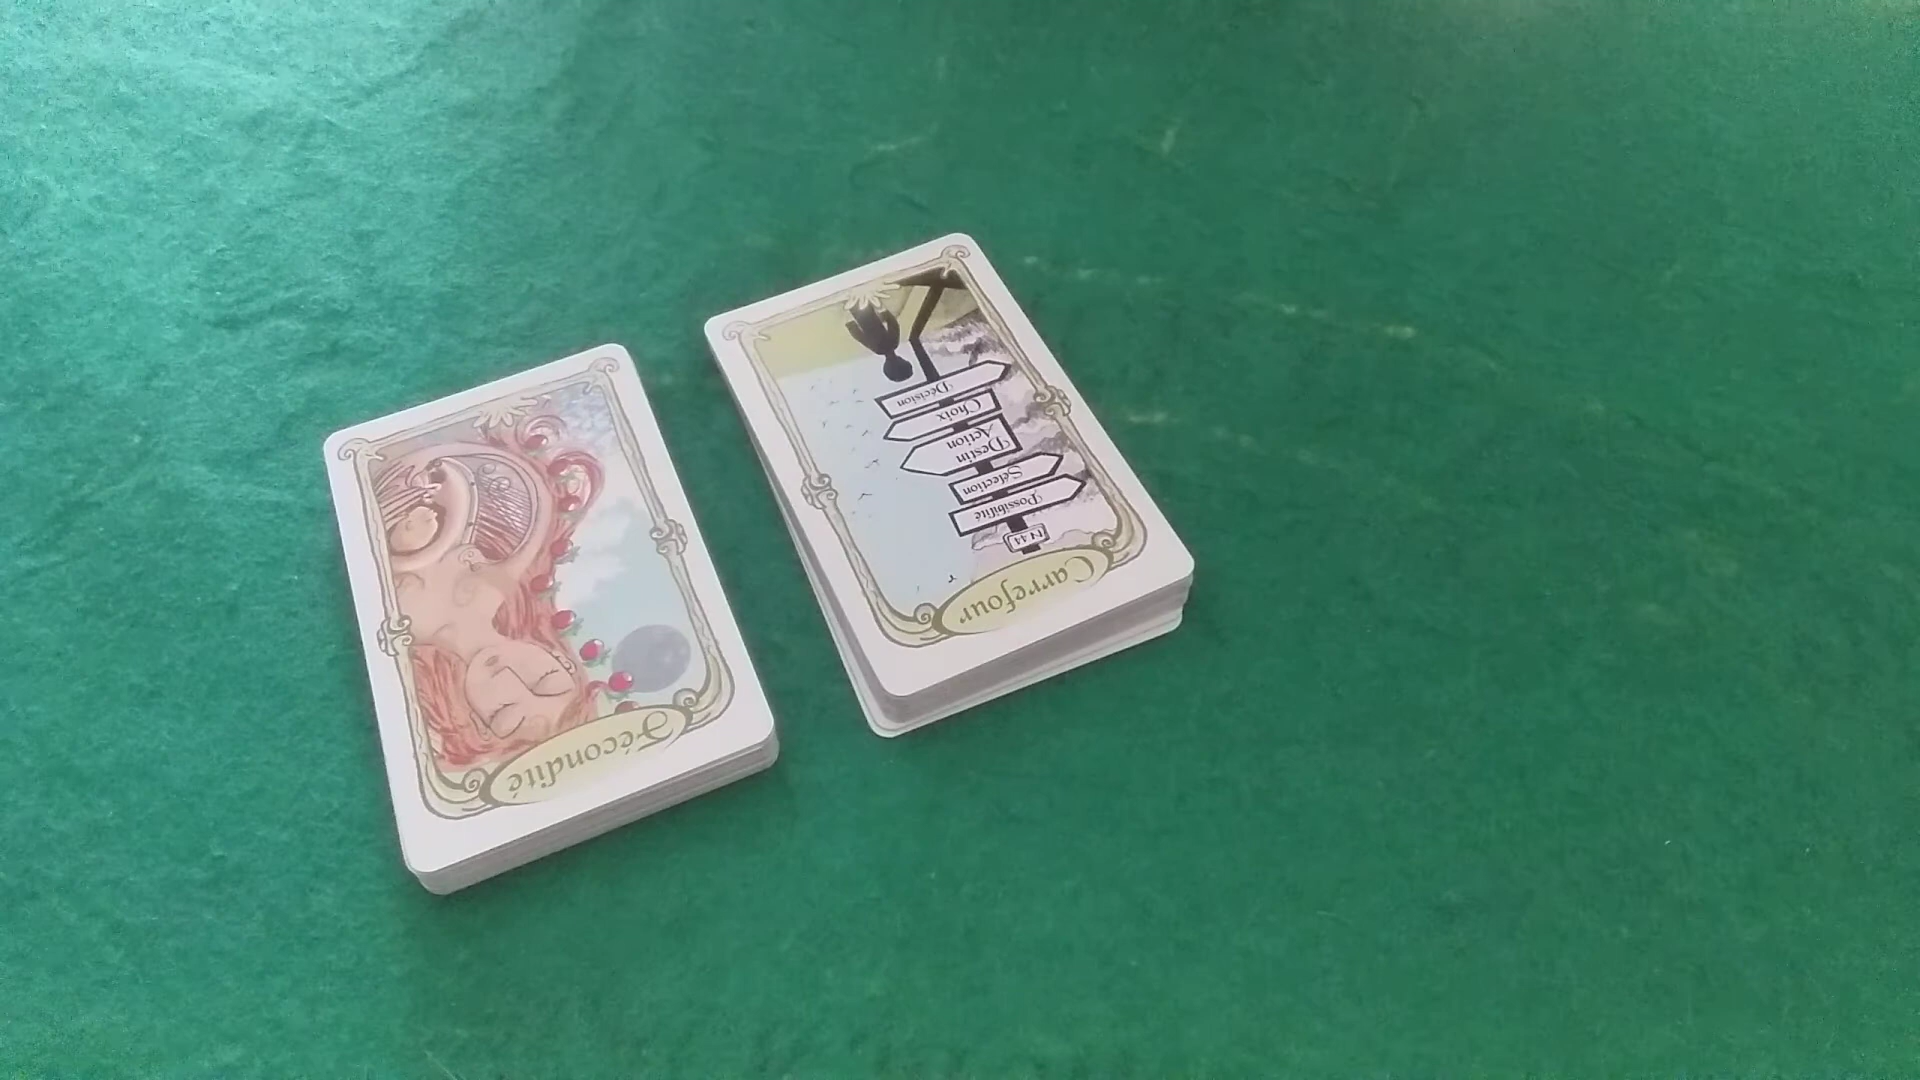 Fécondité
Carrefour
N 44
Possibilité
Sélection
Destin
Action
Choix
Décision